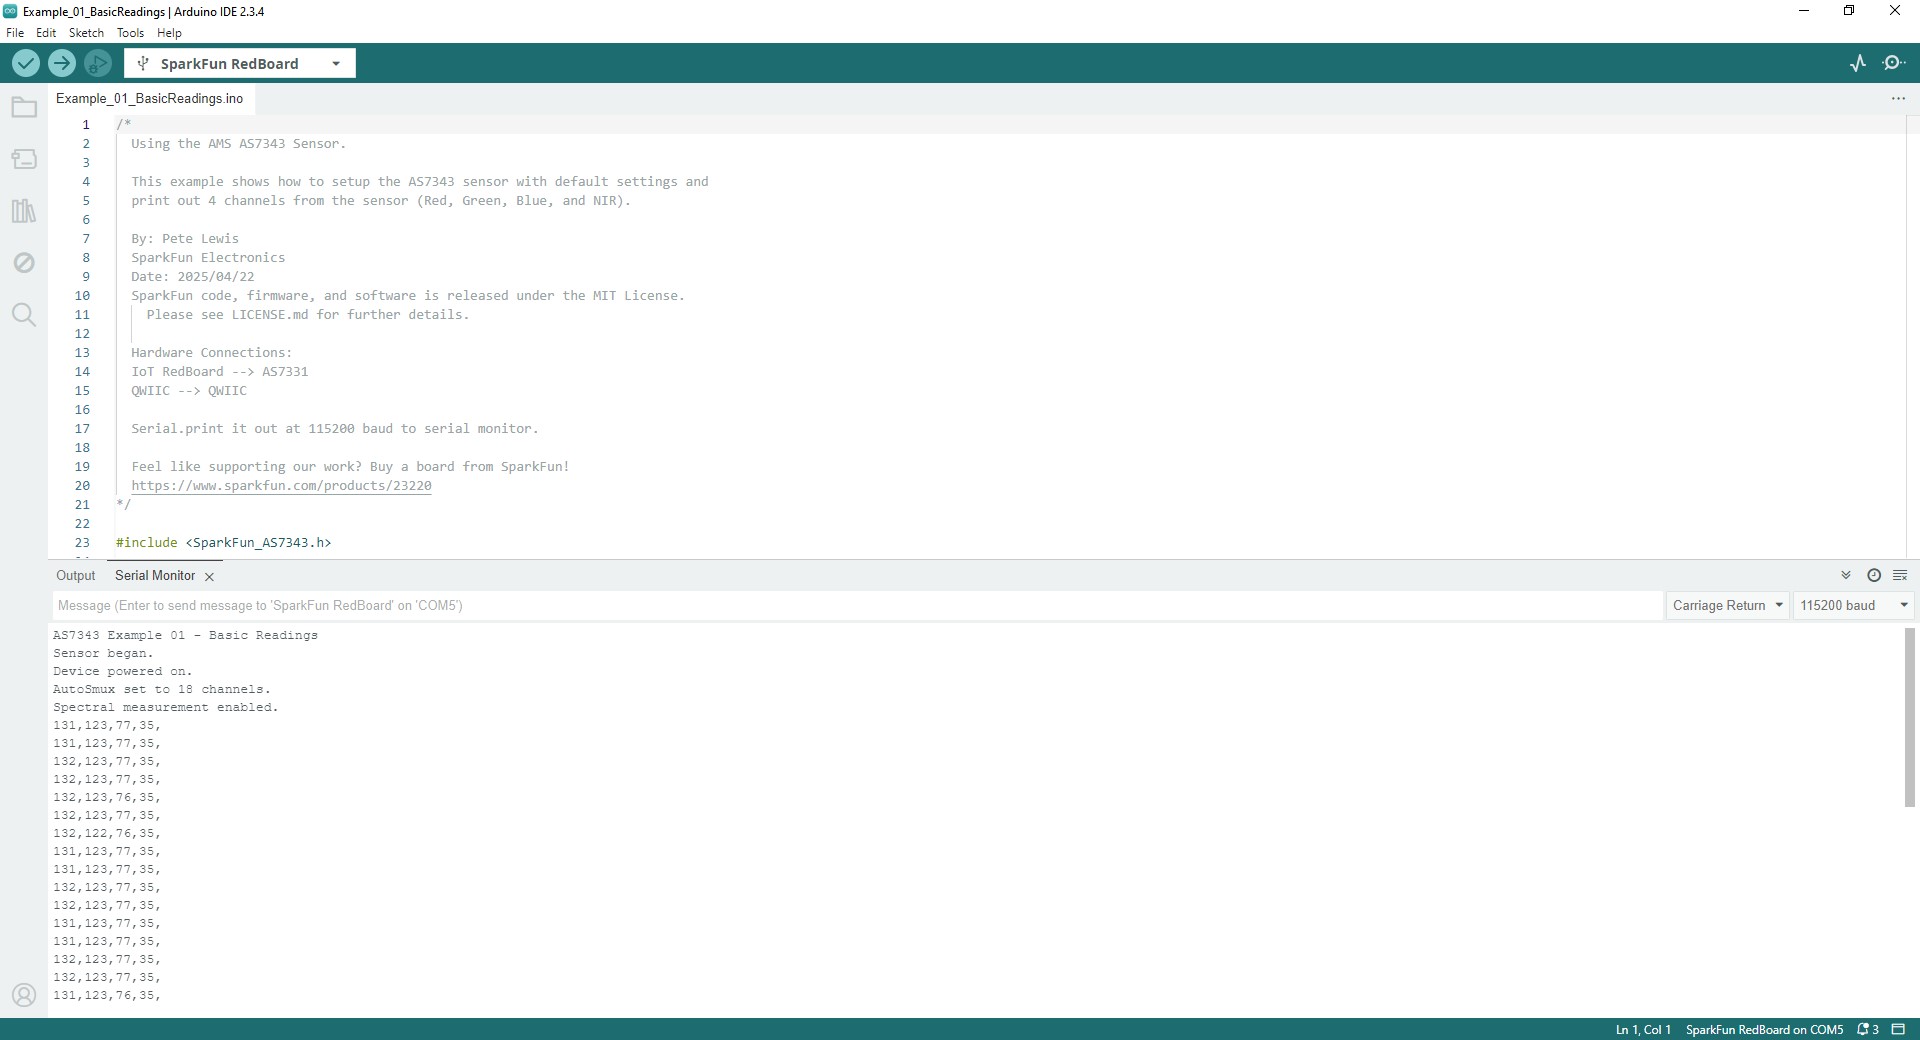 Example_01_BasicReadings | Arduino IDE 2.3.4
File Edit Sketch Tools Help
SparkFun RedBoard
Example_01_BasicReadings.ino
1 /*
2 Using the AMS AS7343 Sensor.
3
4 This example shows how to setup the AS7343 sensor with default settings and
5 print out 4 channels from the sensor (Red, Green, Blue, and NIR).
6
7 By: Pete Lewis
8 SparkFun Electronics
9 Date: 2025/04/22
10 SparkFun code, firmware, and software is released under the MIT License.
11 Please see LICENSE.md for further details.
12
13 Hardware Connections:
14 IoT RedBoard --> AS7331
15 QWIIC --> QWIIC
16
17 Serial.print it out at 115200 baud to serial monitor.
18
19 Feel like supporting our work? Buy a board from SparkFun!
20 https://www.sparkfun.com/products/23220
21 */
22
23 #include <SparkFun_AS7343.h>
Output Serial Monitor
Message (Enter to send message to 'SparkFun RedBoard' on 'COM5') Carriage Return 115200 baud
AS7343 Example 01 - Basic Readings
Sensor began.
Device powered on.
AutoSmux set to 18 channels.
Spectral measurement enabled.
131,123,77,35,
131,123,77,35,
132,123,77,35,
132,123,77,35,
132,123,76,35,
132,123,77,35,
132,122,76,35,
131,123,77,35,
131,123,77,35,
132,123,77,35,
132,123,77,35,
131,123,77,35,
131,123,77,35,
132,123,77,35,
132,123,77,35,
131,123,76,35,
Ln 1, Col 1 SparkFun RedBoard on COM5 3